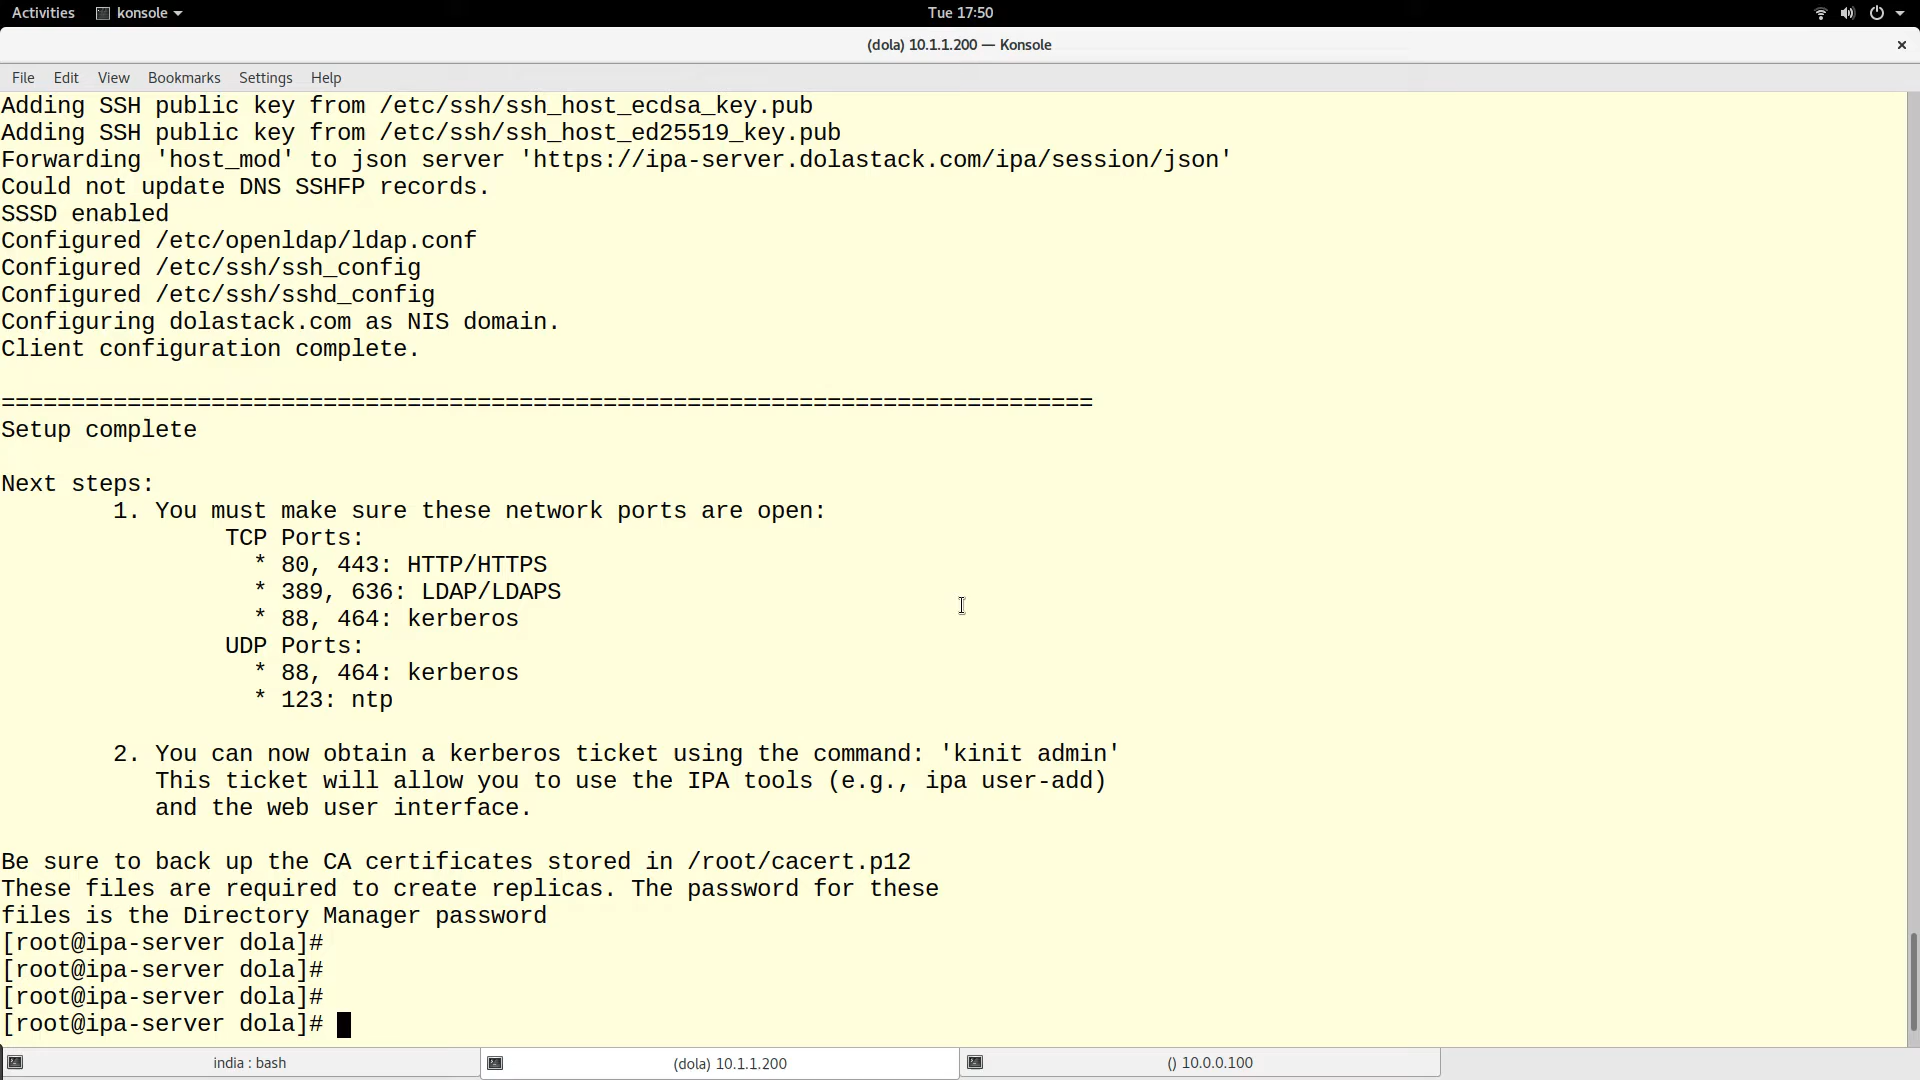 Activities konsole Tue 17:50
(dola) 10.1.1.200 — Konsole
File Edit View Bookmarks Settings Help
Adding SSH public key from /etc/ssh/ssh_host_ecdsa_key.pub
Adding SSH public key from /etc/ssh/ssh_host_ed25519_key.pub
Forwarding 'host_mod' to json server 'https://ipa-server.dolastack.com/ipa/session/json'
Could not update DNS SSHFP records.
SSSD enabled
Configured /etc/openldap/ldap.conf
Configured /etc/ssh/ssh_config
Configured /etc/ssh/sshd_config
Configuring dolastack.com as NIS domain.
Client configuration complete.
==============================================================================
Setup complete
Next steps:
1. You must make sure these network ports are open:
TCP Ports:
* 80, 443: HTTP/HTTPS
* 389, 636: LDAP/LDAPS
* 88, 464: kerberos
UDP Ports:
* 88, 464: kerberos
* 123: ntp
2. You can now obtain a kerberos ticket using the command: 'kinit admin'
This ticket will allow you to use the IPA tools (e.g., ipa user-add)
and the web user interface.
Be sure to back up the CA certificates stored in /root/cacert.p12
These files are required to create replicas. The password for these
files is the Directory Manager password
[root@ipa-server dola]#
[root@ipa-server dola]#
[root@ipa-server dola]#
[root@ipa-server dola]#
india : bash (dola) 10.1.1.200 () 10.0.0.100